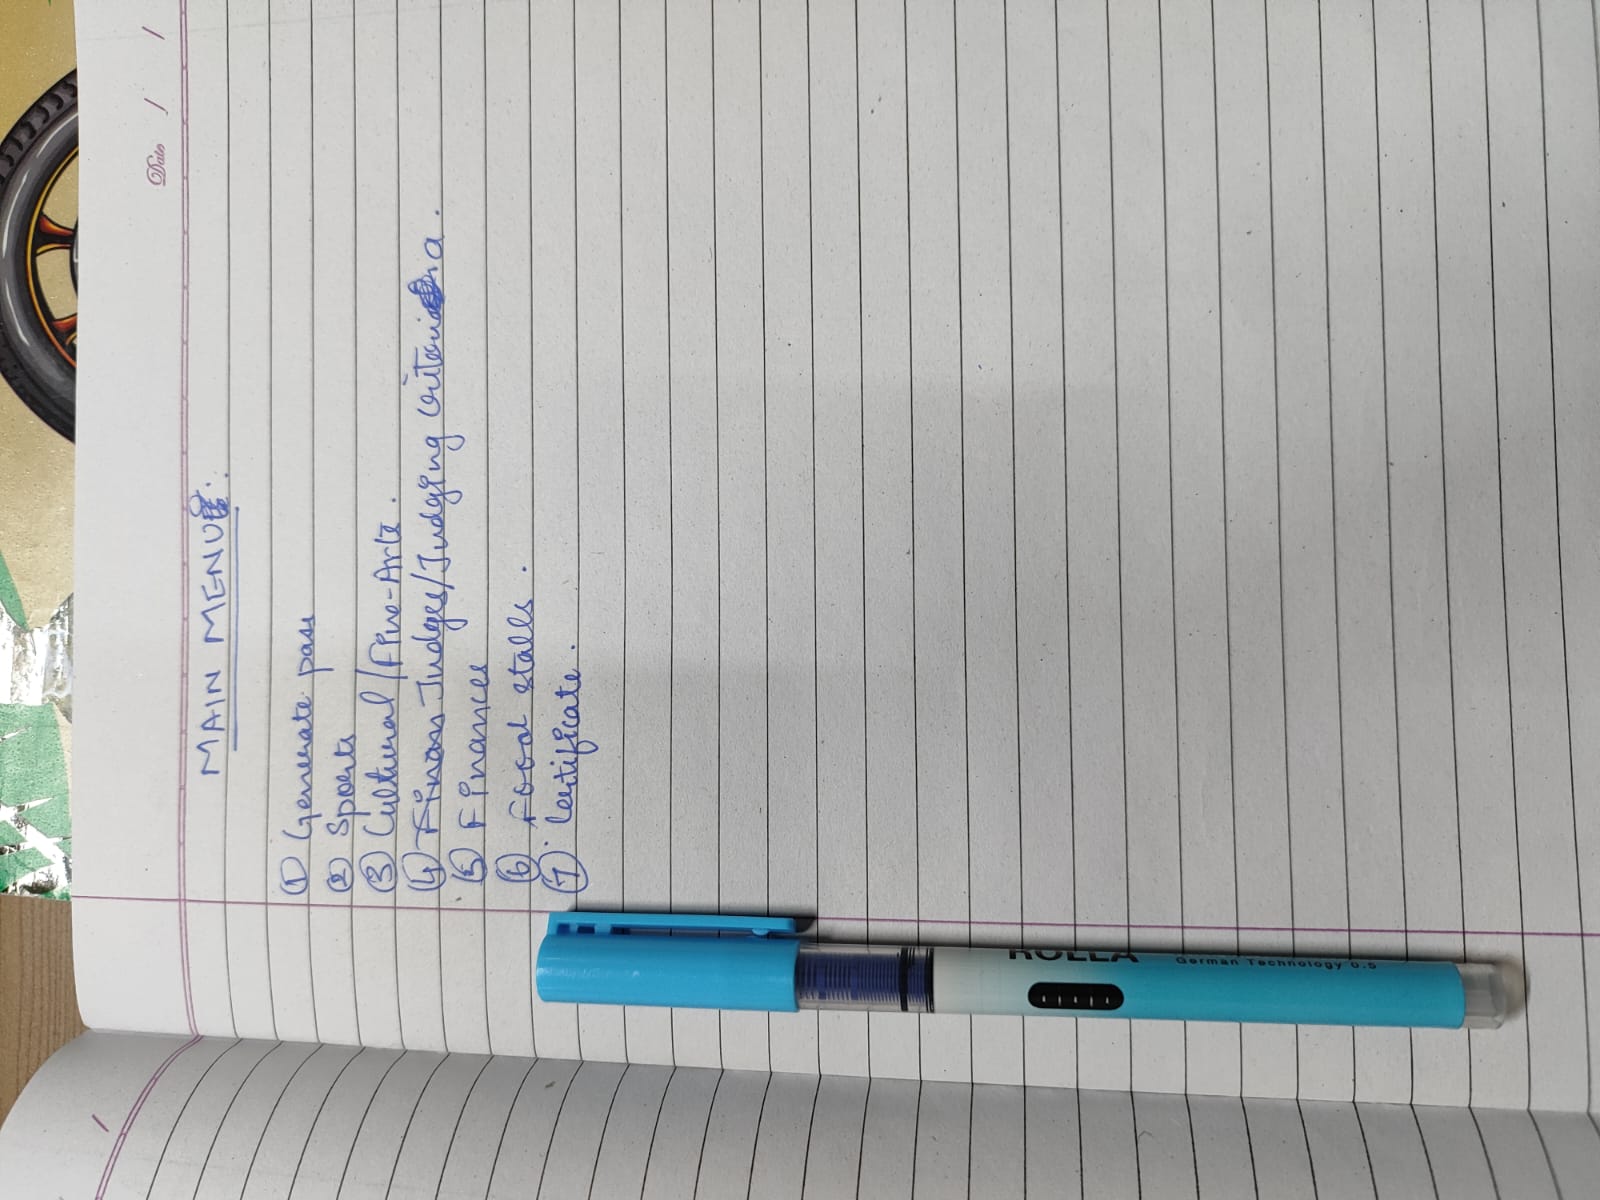 Date / /
MAIN MENU:
① Generate pass
② Sports
③ Cultural/Fine-Arts.
④ Finan Judges/Judging Criteria.
⑤ Finances
⑥ Food stalls.
⑦ Certificate.
ROLLA German Technology 0.5